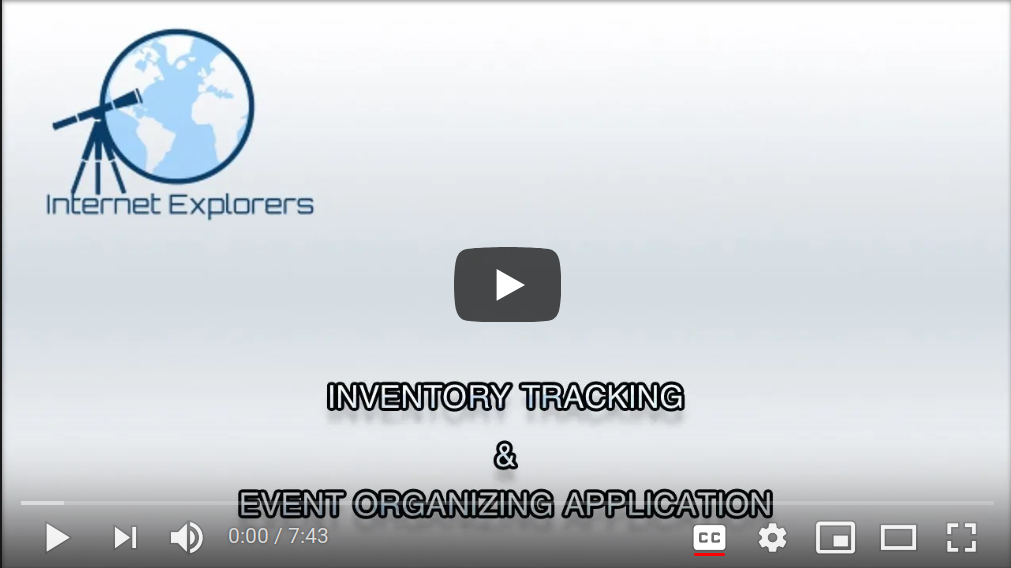 Internet Explorers
INVENTORY TRACKING
&
EVENT ORGANIZING APPLICATION
0:00 / 7:43
CC